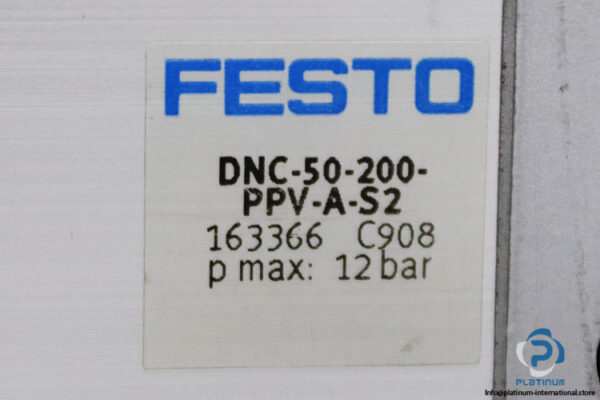 FESTO
DNC-50-200-
PPV-A-S2
163366 C908
p max: 12 bar
PLATINUM
Info@platinum-international.store